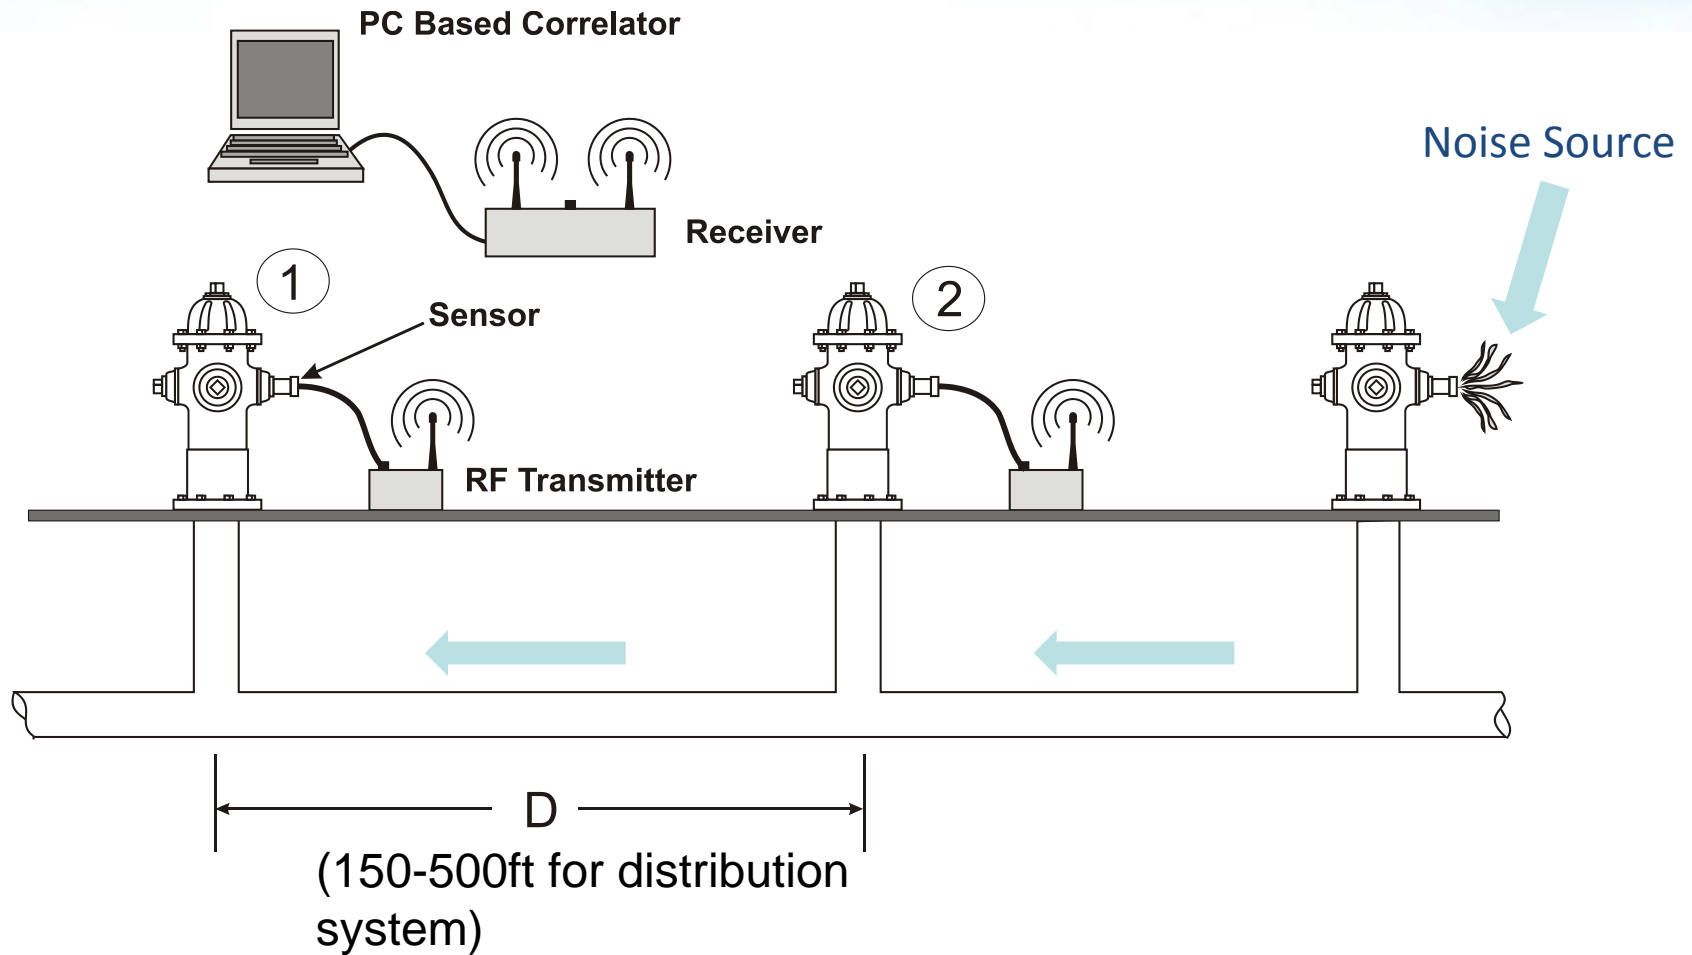 PC Based Correlator
Noise Source
Receiver
1
2
Sensor
RF Transmitter
D
(150-500ft for distribution
system)